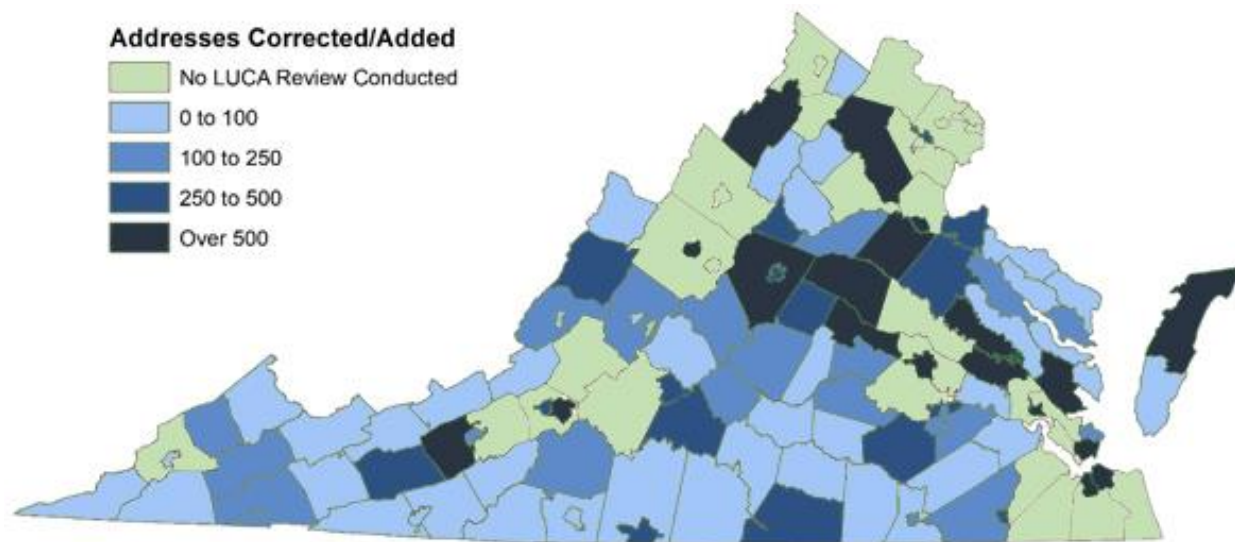 Addresses Corrected/Added
No LUCA Review Conducted
0 to 100
100 to 250
250 to 500
Over 500